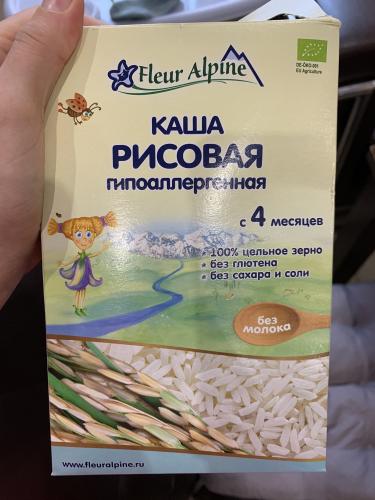 Fleur Alpine
DE-ÖKO-001
EU Agriculture
КАША
РИСОВАЯ
гипоаллергенная
с 4 месяцев
100% цельное зерно
без глютена
без сахара и соли
без
молока
www.fleuralpine.ru